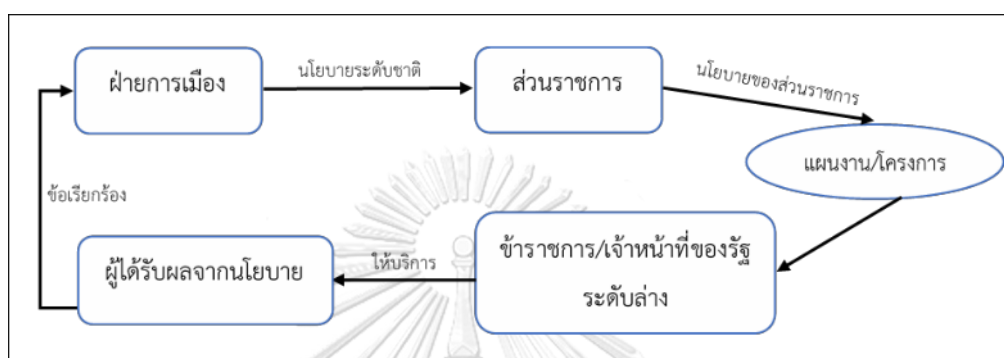 ฝ่ายการเมือง
นโยบายระดับชาติ
ส่วนราชการ
นโยบายของส่วนราชการ
แผนงาน/โครงการ
ข้าราชการ/เจ้าหน้าที่ของรัฐ
ระดับล่าง
ให้บริการ
ผู้ได้รับผลจากนโยบาย
ข้อเรียกร้อง